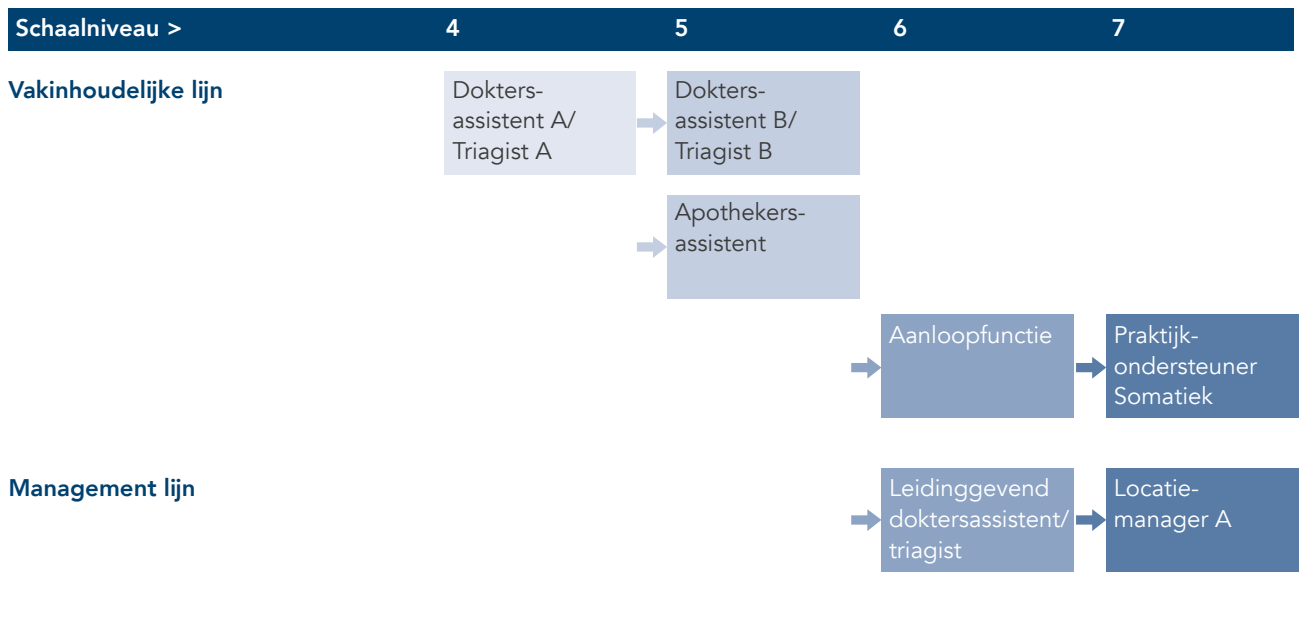 Schaalniveau > 4 5 6 7
Vakinhoudelijke lijn
Dokters-
assistent A/
Triagist A
Dokters-
assistent B/
Triagist B
Apothekers-
assistent
Aanloopfunctie
Praktijk-
ondersteuner
Somatiek
Management lijn
Leidinggevend
doktersassistent/
triagist
Locatie-
manager A